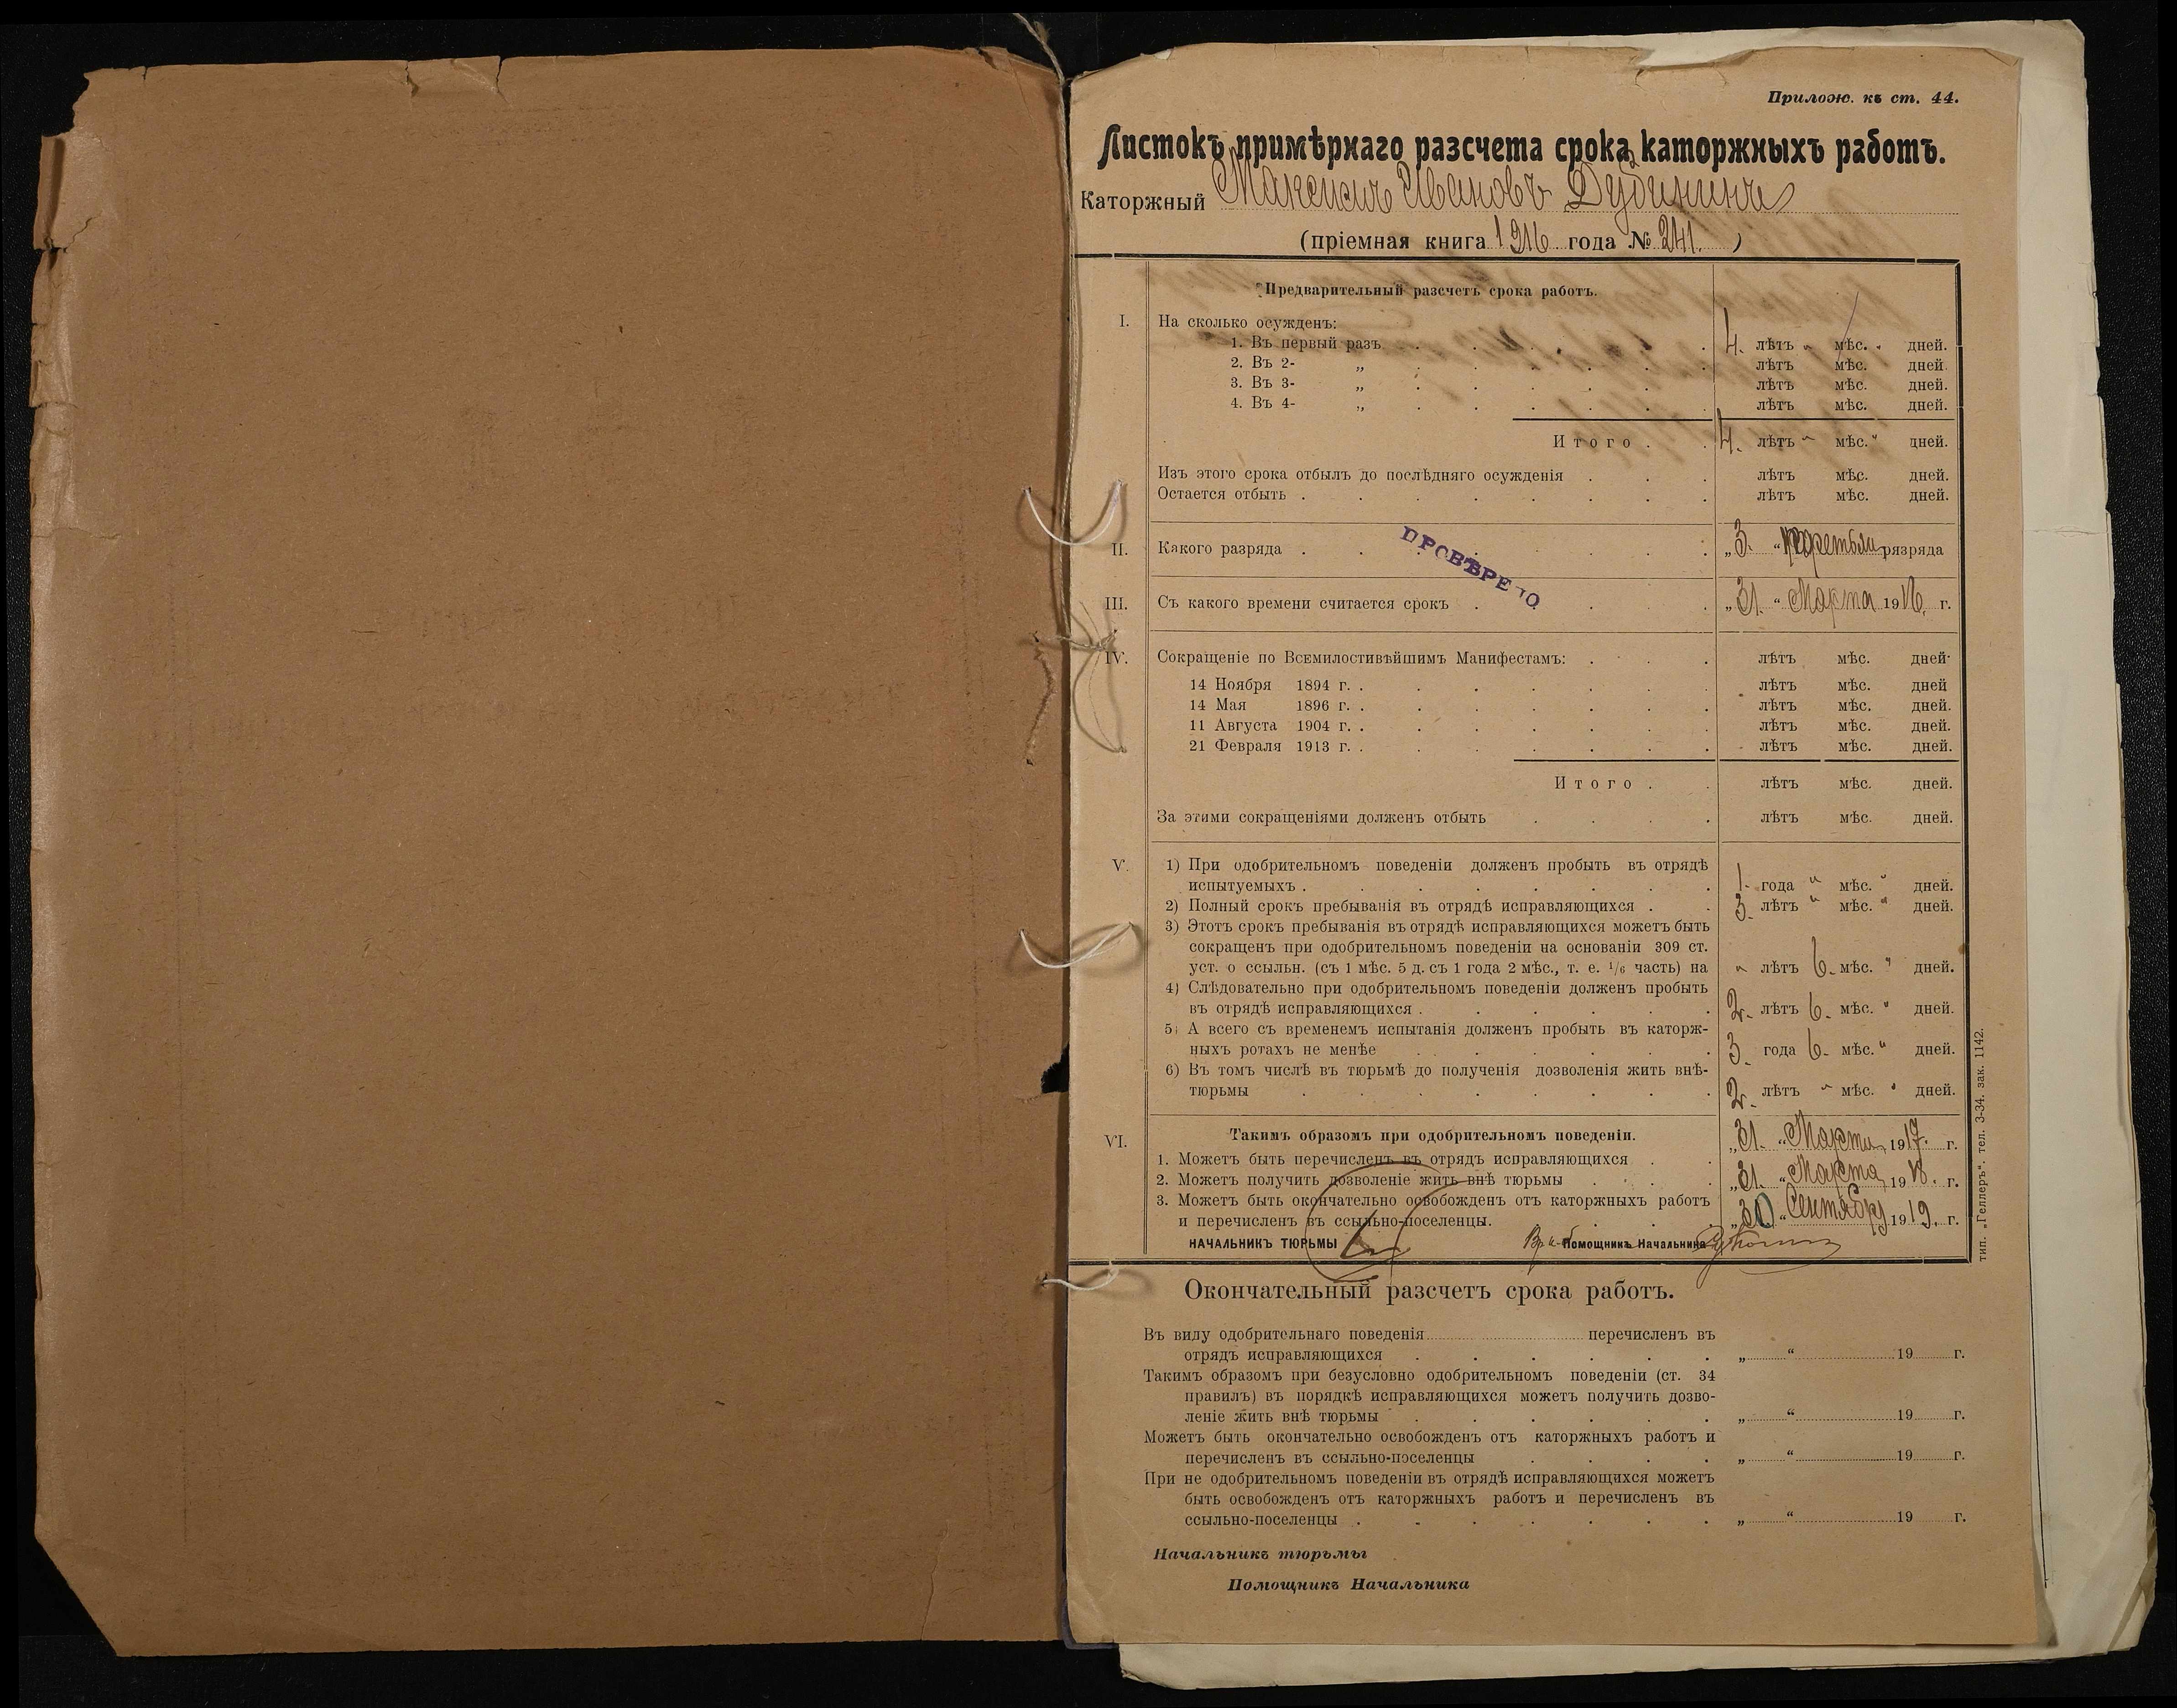 Прилож. къ ст. 44.
Листокъ примѣрнаго разсчета срока каторжныхъ работъ.
Каторжный Максимъ Ивановъ Дубининъ
(пріемная книга 1916 года № 241.)
Предварительный разсчетъ срока работъ.
I. На сколько осужденъ:
1. Въ первый разъ . . . . . . 4. лѣтъ " мѣс. " дней.
2. Въ 2- „ . . . . . . лѣтъ мѣс. дней.
3. Въ 3- „ . . . . . . лѣтъ мѣс. дней.
4. Въ 4- „ . . . . . . лѣтъ мѣс. дней.
Итого . . 4. лѣтъ " мѣс. " дней.
Изъ этого срока отбылъ до послѣдняго осужденія . . . лѣтъ мѣс. дней.
Остается отбыть . . . . . . . . лѣтъ мѣс. дней.
ПРОВѢРЕНО
II. Какого разряда . . . . . . . . „3. “ третьяго разряда
III. Съ какого времени считается срокъ . . . . . „31. “ Марта 1916. г.
IV. Сокращеніе по Всемилостивѣйшимъ Манифестамъ: . . . лѣтъ мѣс. дней.
14 Ноября 1894 г. . . . . . . . лѣтъ мѣс. дней
14 Мая 1896 г. . . . . . . . лѣтъ мѣс. дней.
11 Августа 1904 г. . . . . . . . лѣтъ мѣс. дней.
21 Февраля 1913 г. . . . . . . . лѣтъ мѣс. дней.
Итого . . лѣтъ мѣс. дней.
За этими сокращеніями долженъ отбыть . . . . лѣтъ мѣс. дней.
V. 1) При одобрительномъ поведеніи долженъ пробыть въ отрядѣ
испытуемыхъ . . . . . . . . 1. года " мѣс. " дней.
2) Полный срокъ пребыванія въ отрядѣ исправляющихся . . 3. лѣтъ " мѣс. " дней.
3) Этотъ срокъ пребыванія въ отрядѣ исправляющихся можетъ быть
сокращенъ при одобрительномъ поведеніи на основаніи 309 ст.
уст. о ссыльн. (съ 1 мѣс. 5 д. съ 1 года 2 мѣс., т. е. 1/6 часть) на " лѣтъ 6. мѣс. " дней.
4) Слѣдовательно при одобрительномъ поведеніи долженъ пробыть
въ отрядѣ исправляющихся . . . . . . 2. лѣтъ 6. мѣс. " дней.
5) А всего съ временемъ испытанія долженъ пробыть въ каторж-
ныхъ ротахъ не менѣе . . . . . . . 3. года 6. мѣс. " дней.
6) Въ томъ числѣ въ тюрьмѣ до полученія дозволенія жить внѣ-
тюрьмы . . . . . . . . 2. лѣтъ " мѣс. " дней.
VI. Такимъ образомъ при одобрительномъ поведеніи.
1. Можетъ быть перечисленъ въ отрядъ исправляющихся . . „31. “ Марта 1917. г.
2. Можетъ получить дозволеніе жить внѣ тюрьмы . . . „31. “ Марта 1918. г.
3. Можетъ быть окончательно освобожденъ отъ каторжныхъ работъ
и перечисленъ въ ссыльно-поселенцы. . . . „30 “ Сентября 1919. г.
НАЧАЛЬНИКЪ ТЮРЬМЫ Помощникъ Начальника
тип. „Геллеръ“. тел. 3-34. зак. 1142.
Окончательный разсчетъ срока работъ.
Въ виду одобрительнаго поведенія перечисленъ въ
отрядъ исправляющихся . . . . . . „ “ 19 г.
Такимъ образомъ при безусловно одобрительномъ поведеніи (ст. 34
правилъ) въ порядкѣ исправляющихся можетъ получить дозво-
леніе жить внѣ тюрьмы . . . . . . „ “ 19 г.
Можетъ быть окончательно освобожденъ отъ каторжныхъ работъ и
перечисленъ въ ссыльно-поселенцы . . . . „ “ 19 г.
При не одобрительномъ поведеніи въ отрядѣ исправляющихся можетъ
быть освобожденъ отъ каторжныхъ работъ и перечисленъ въ
ссыльно-поселенцы . . . . . . . „ “ 19 г.
Начальникъ тюрьмы
Помощникъ Начальника